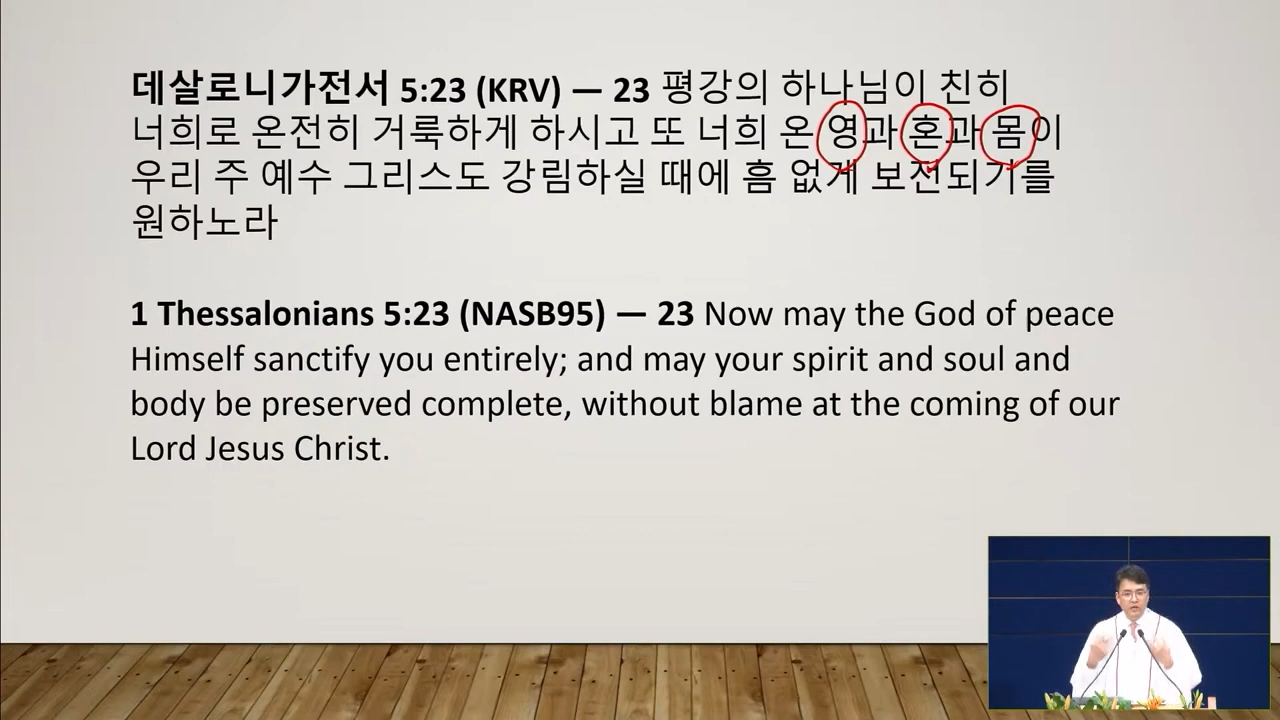 데살로니가전서 5:23 (KRV) — 23 평강의 하나님이 친히
너희로 온전히 거룩하게 하시고 또 너희 온 영과 혼과 몸이
우리 주 예수 그리스도 강림하실 때에 흠 없게 보전되기를
원하노라
1 Thessalonians 5:23 (NASB95) — 23 Now may the God of peace
Himself sanctify you entirely; and may your spirit and soul and
body be preserved complete, without blame at the coming of our
Lord Jesus Christ.